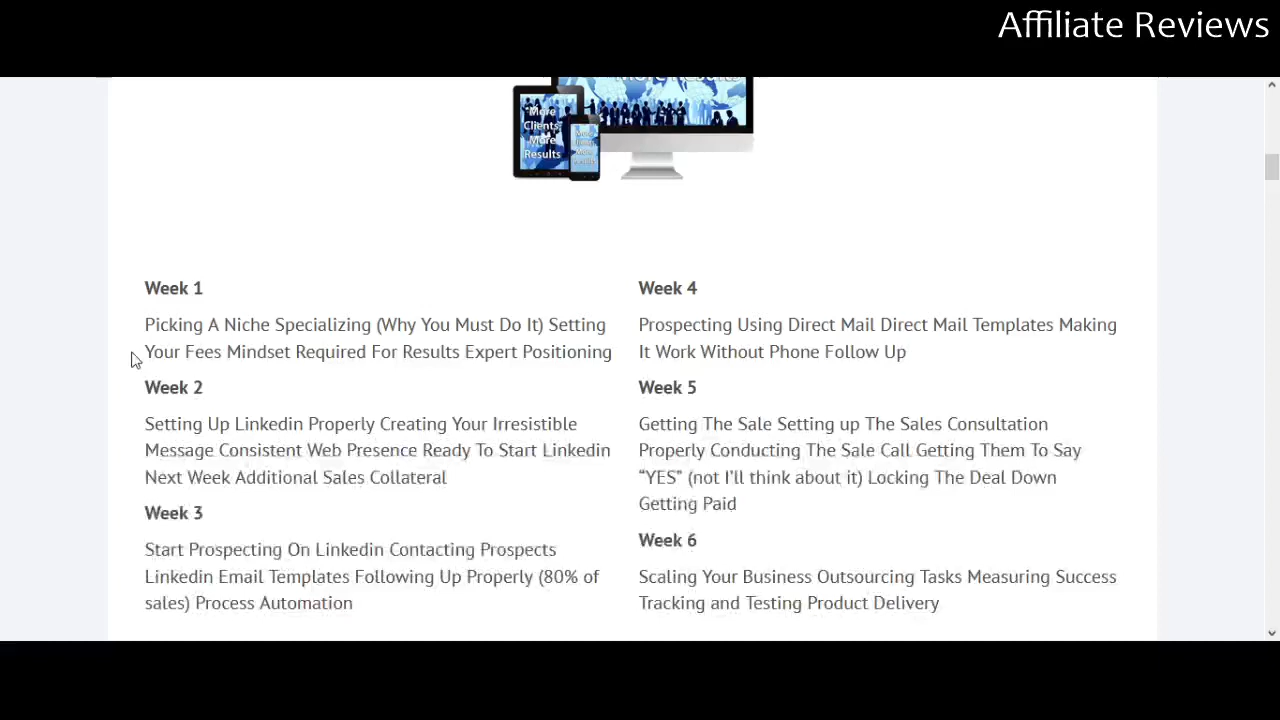 Affiliate Reviews
More Results
More
Clients,
More
Results
Week 1
Picking A Niche Specializing (Why You Must Do It) Setting
Your Fees Mindset Required For Results Expert Positioning
Week 2
Setting Up Linkedin Properly Creating Your Irresistible
Message Consistent Web Presence Ready To Start Linkedin
Next Week Additional Sales Collateral
Week 3
Start Prospecting On Linkedin Contacting Prospects
Linkedin Email Templates Following Up Properly (80% of
sales) Process Automation
Week 4
Prospecting Using Direct Mail Direct Mail Templates Making
It Work Without Phone Follow Up
Week 5
Getting The Sale Setting up The Sales Consultation
Properly Conducting The Sale Call Getting Them To Say
“YES” (not I’ll think about it) Locking The Deal Down
Getting Paid
Week 6
Scaling Your Business Outsourcing Tasks Measuring Success
Tracking and Testing Product Delivery